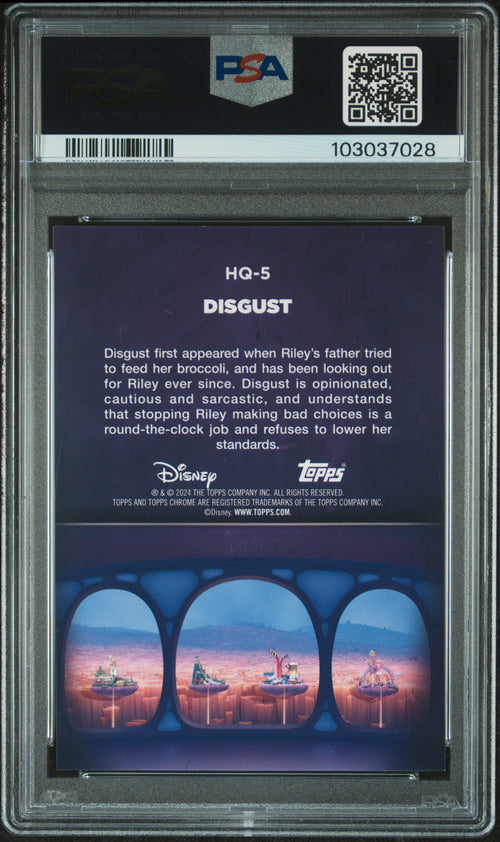 PSA
PSA
103037028
HQ-5
DISGUST
Disgust first appeared when Riley's father tried
to feed her broccoli, and has been looking out
for Riley ever since. Disgust is opinionated,
cautious and sarcastic, and understands
that stopping Riley making bad choices is a
round-the-clock job and refuses to lower her
standards.
Disney topps
® & © 2024 THE TOPPS COMPANY INC. ALL RIGHTS RESERVED.
TOPPS AND TOPPS CHROME ARE REGISTERED TRADEMARKS OF THE TOPPS COMPANY INC.
©Disney. WWW.TOPPS.COM.
PSA